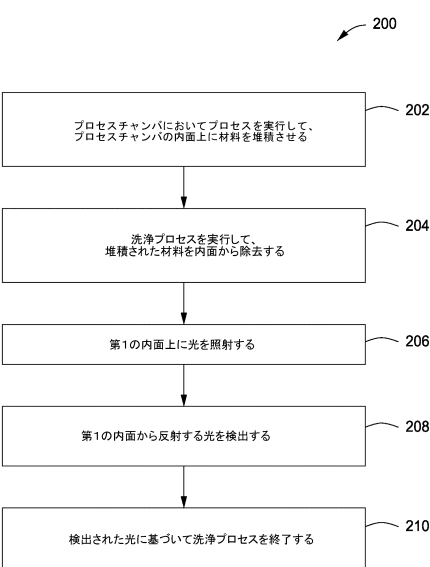 200
プロセスチャンバにおいてプロセスを実行して、
プロセスチャンバの内面上に材料を堆積させる
202
洗浄プロセスを実行して、
堆積された材料を内面から除去する
204
第1の内面上に光を照射する
206
第1の内面から反射する光を検出する
208
検出された光に基づいて洗浄プロセスを終了する
210